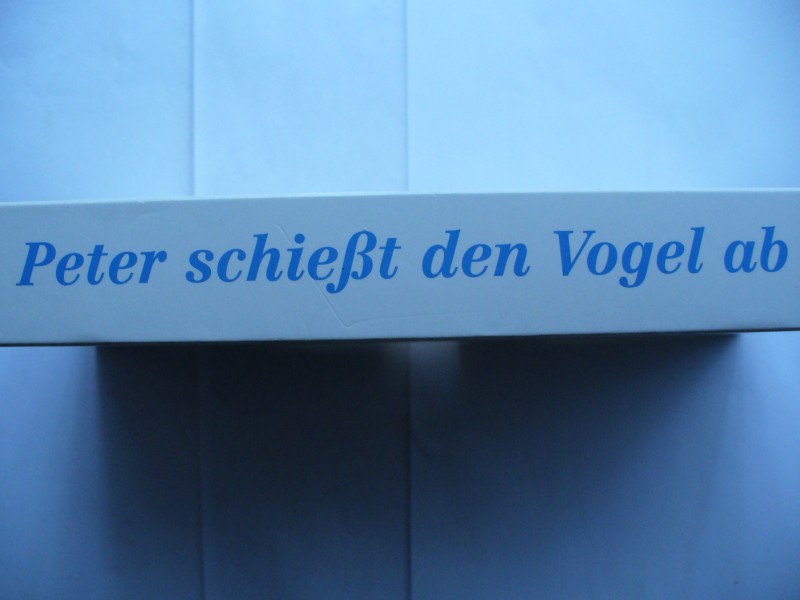 Peter schießt den Vogel ab